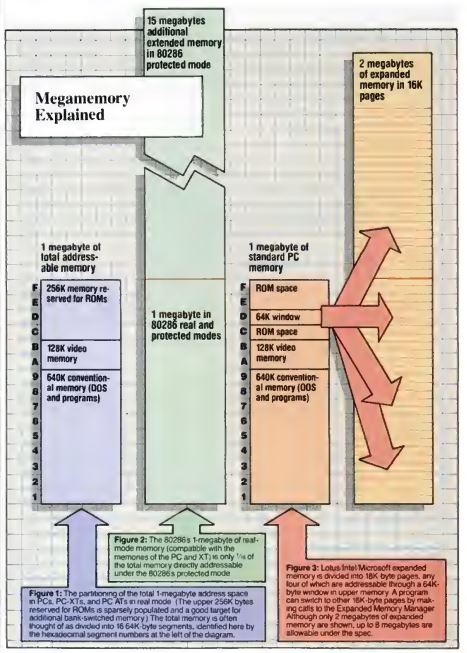 15 megabytes
additional
extended memory
in 80286
protected mode
2 megabytes
of expanded
memory in 16K
pages
Megamemory
Explained
1 megabyte of
total address-
able memory
F
E
D
C
B
A
9
8
7
6
5
4
3
2
1
256K memory re-
served for ROMs
128K video
memory
640K convention-
al memory (DOS
and programs)
1 megabyte in
80286 real and
protected modes
1 megabyte of
standard PC
memory
F
E
D
C
B
A
9
8
7
6
5
4
3
2
1
ROM space
64K window
ROM space
128K video
memory
640K convention-
al memory (DOS
and programs)
Figure 2: The 80286's 1-megabyte of real-
mode memory (compatible with the
memories of the PC and XT) is only 1/16 of
the total memory directly addressable
under the 80286's protected mode
Figure 1: The partitioning of the total 1-megabyte address space
in PCs, PC-XTs, and PC ATs in real mode (The upper 256K bytes
reserved for ROMs is sparsely populated and a good target for
additional bank-switched memory) The total memory is often
thought of as divided into 16 64K-byte segments, identified here by
the hexadecimal segment numbers at the left of the diagram.
Figure 3: Lotus/Intel/Microsoft expanded
memory is divided into 16K-byte pages, any
four of which are addressable through a 64K-
byte window in upper memory. A program
can switch to other 16K-byte pages by mak-
ing calls to the Expanded Memory Manager
Although only 2 megabytes of expanded
memory are shown, up to 8 megabytes are
allowable under the spec.